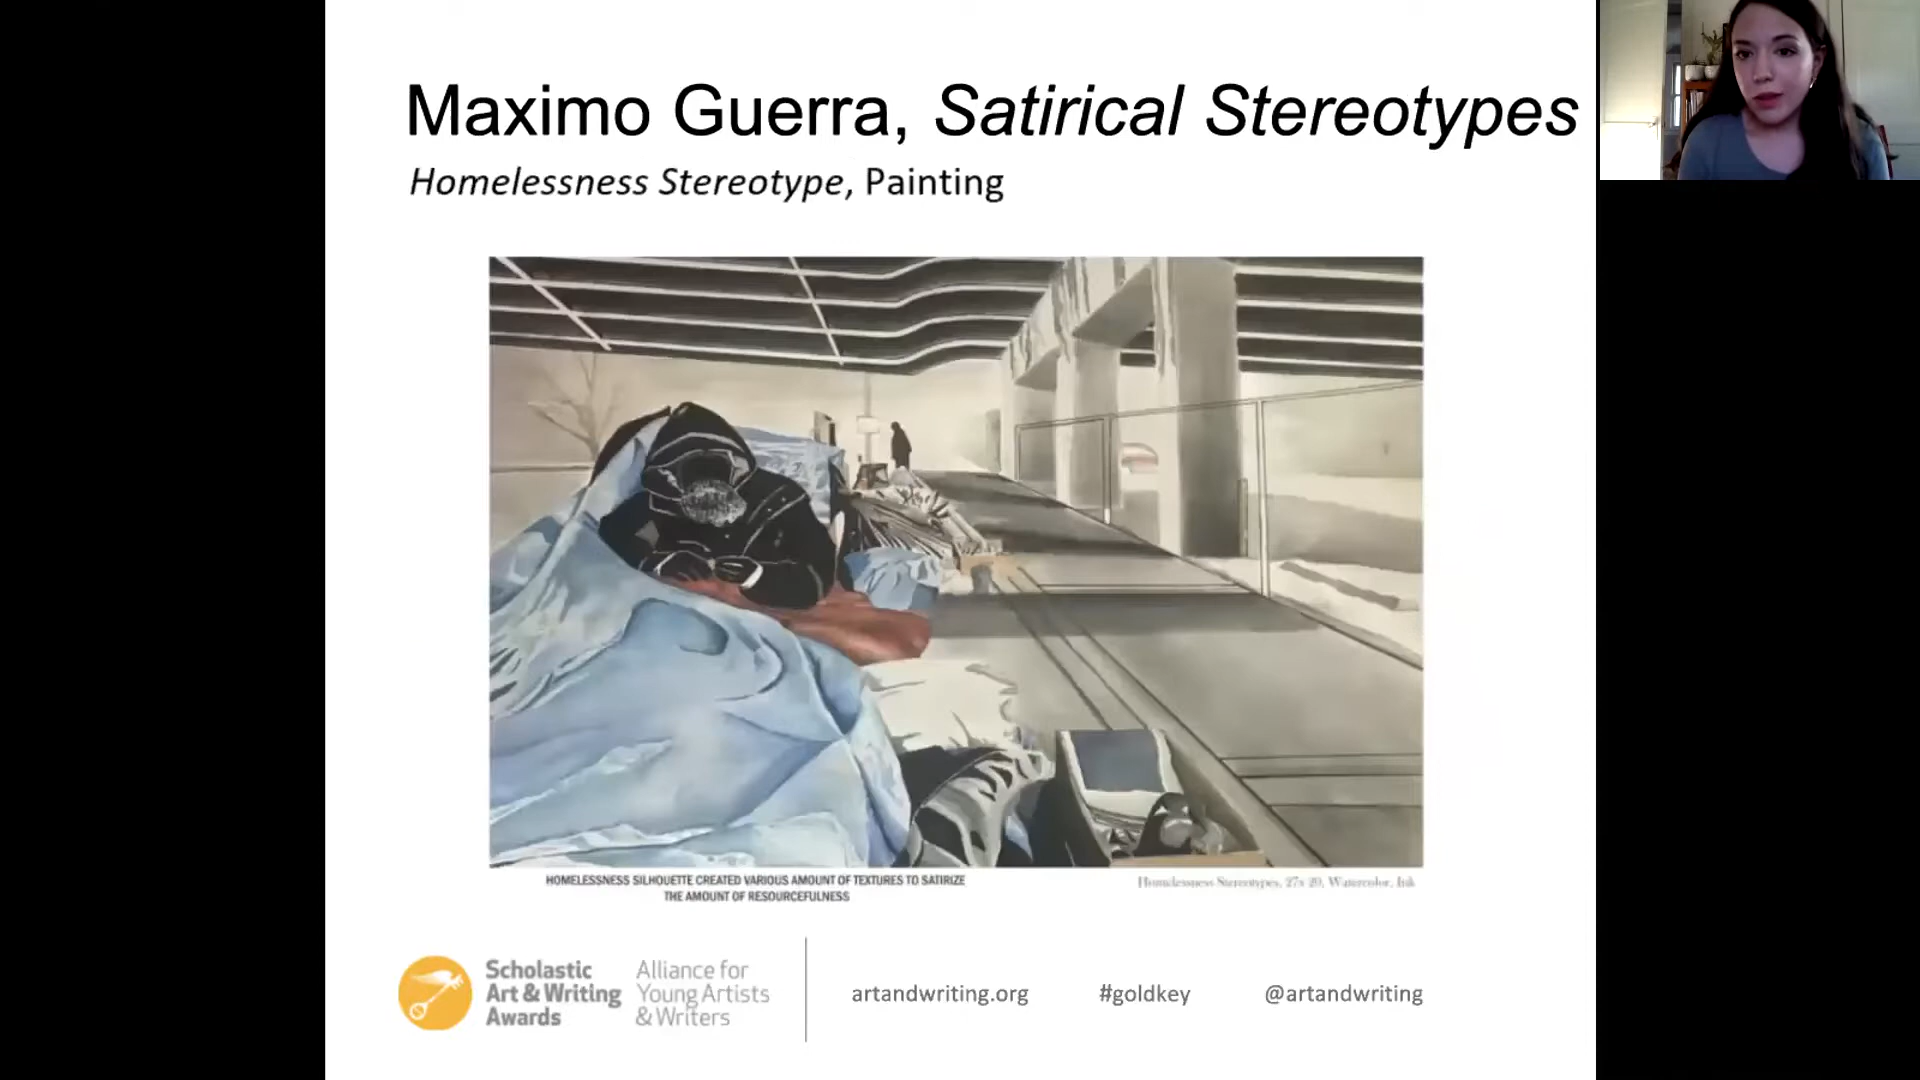 Maximo Guerra, Satirical Stereotypes
Homelessness Stereotype, Painting
HOMELESSNESS SILHOUETTE CREATED VARIOUS AMOUNT OF TEXTURES TO SATIRIZE
THE AMOUNT OF RESOURCEFULNESS
Homelessness Stereotypes, 27x 20, Watercolor, Ink
Scholastic
Art & Writing
Awards
Alliance for
Young Artists
& Writers
artandwriting.org
#goldkey
@artandwriting